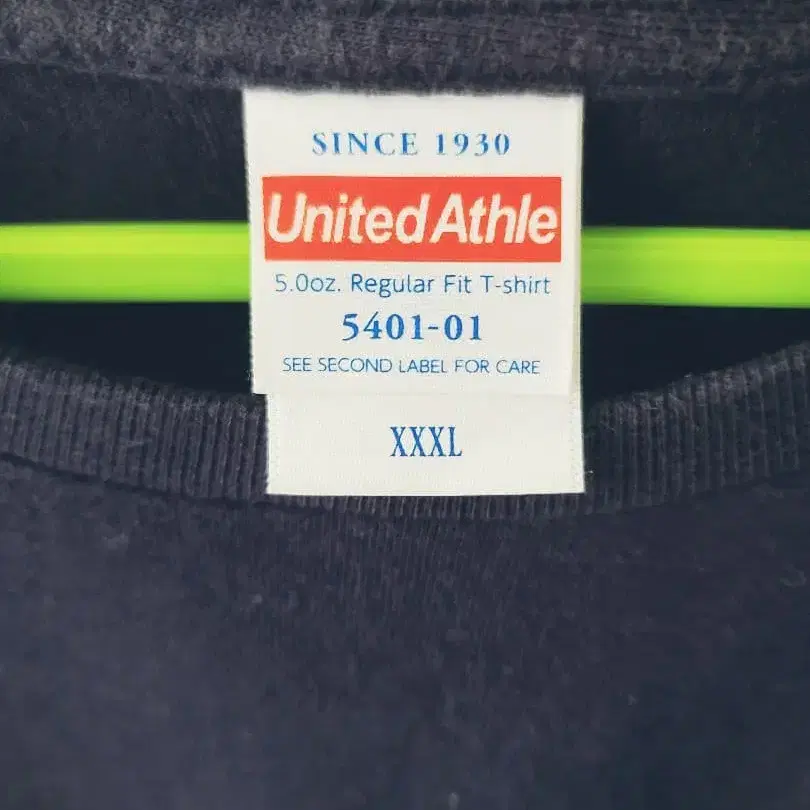 SINCE 1930
United Athle
5.0oz. Regular Fit T-shirt
5401-01
SEE SECOND LABEL FOR CARE
XXXL